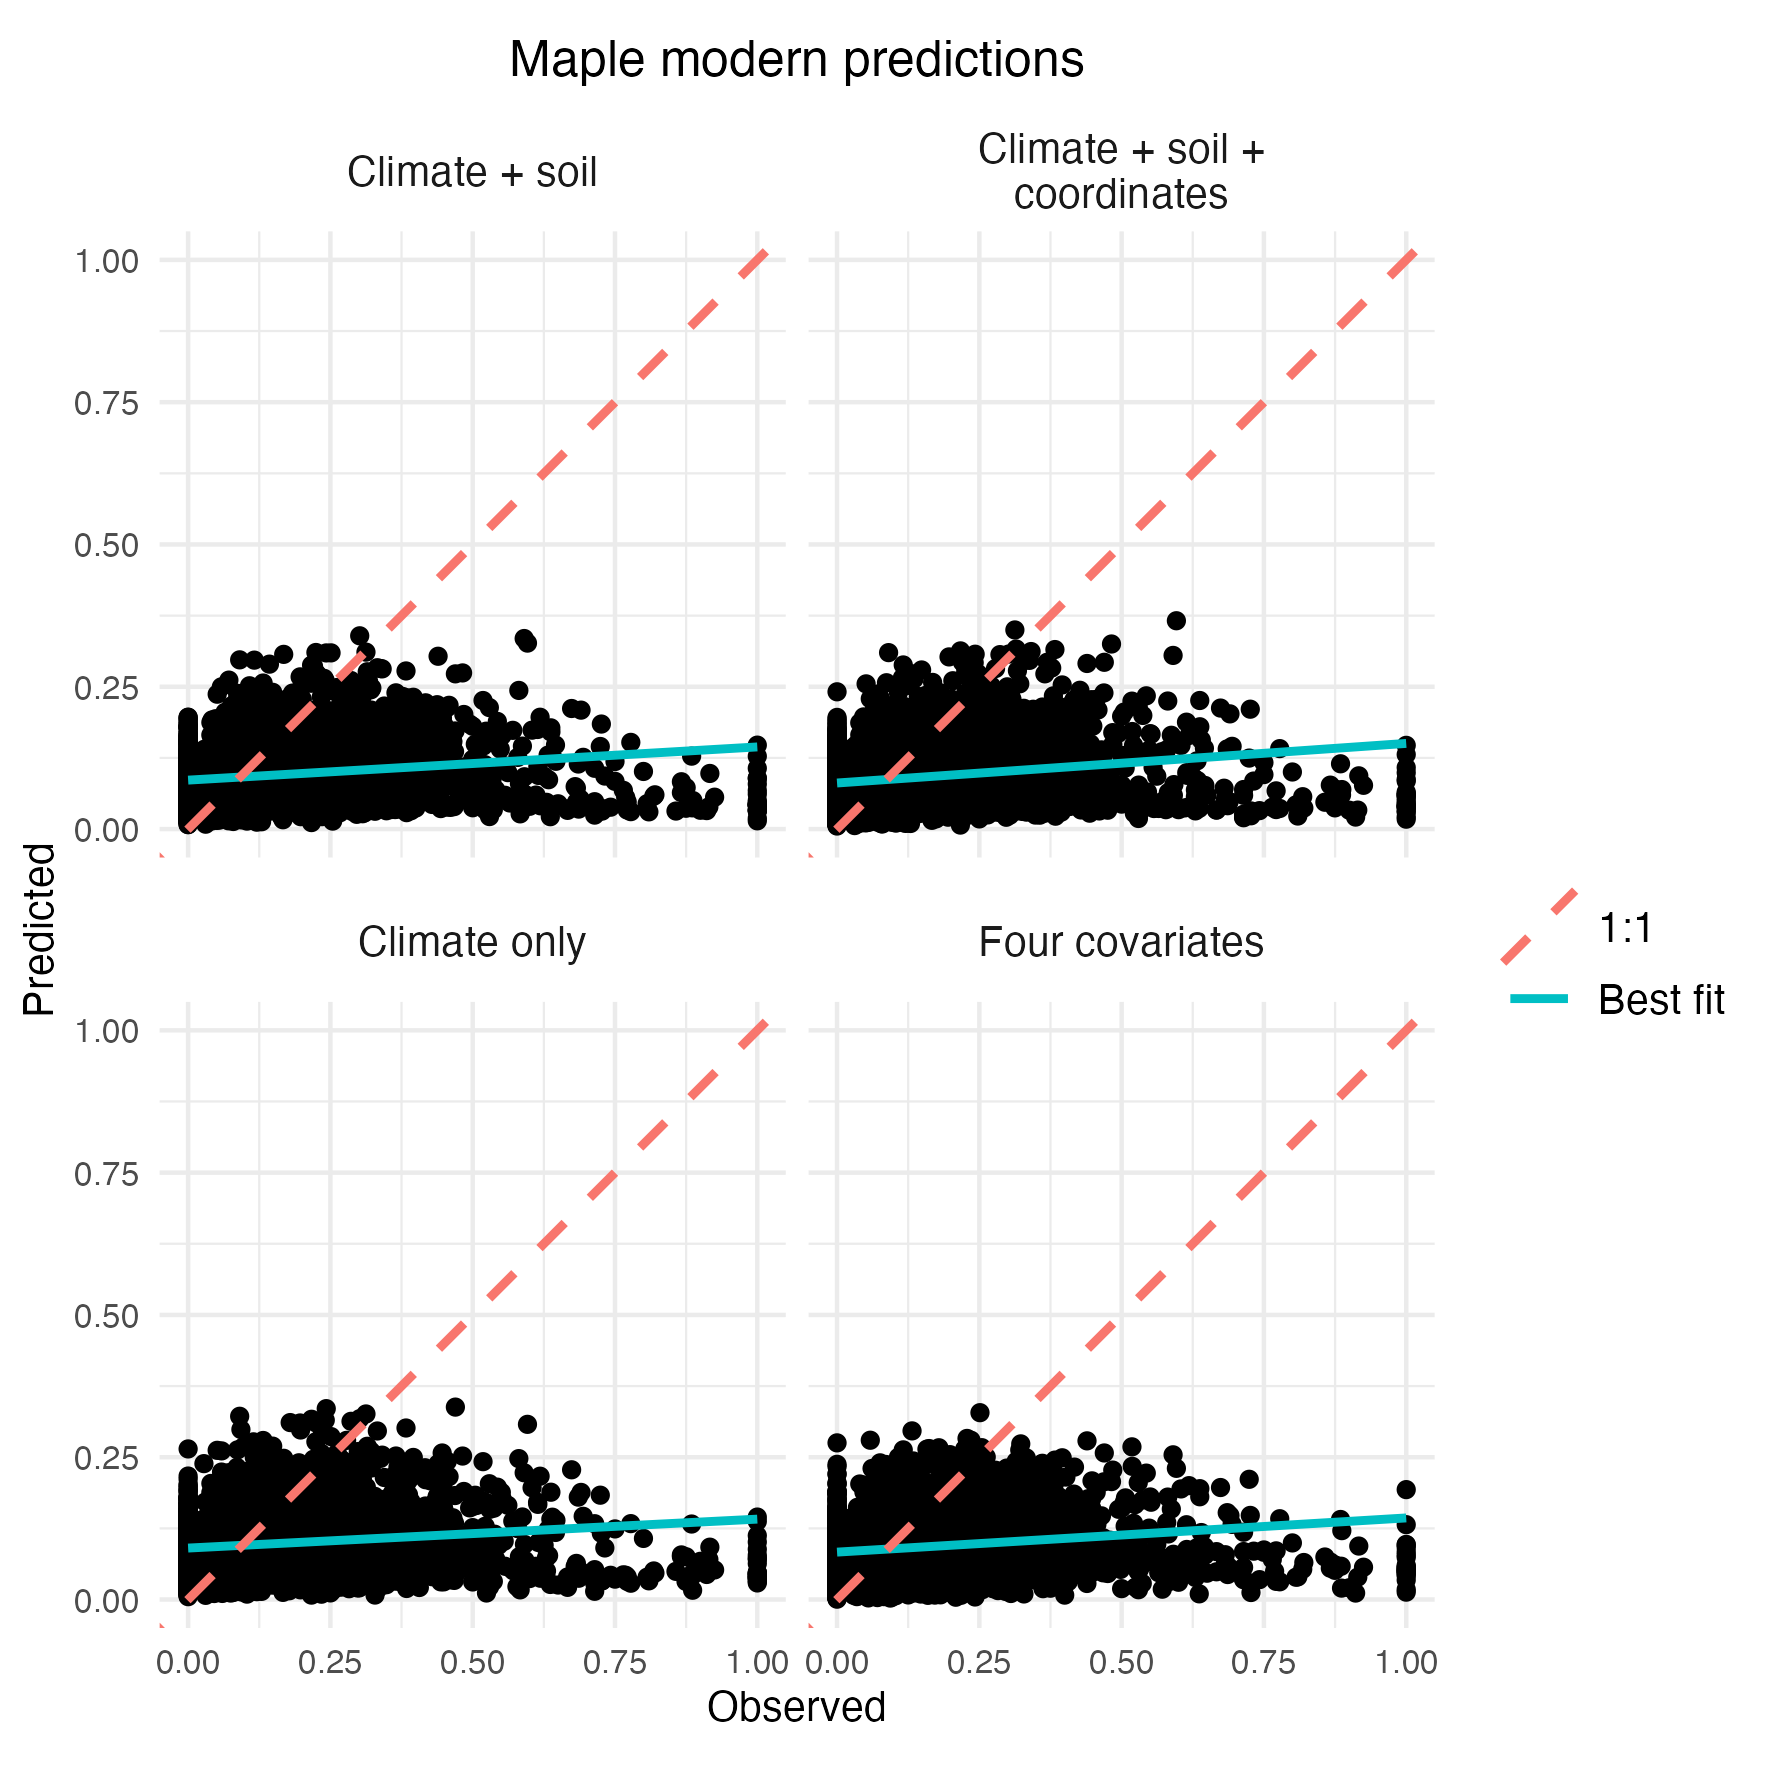 Maple modern predictions
Climate + soil
Climate + soil +
coordinates
1.00
0.75
0.50
0.25
0.00
Predicted
Climate only
Four covariates
1:1
Best fit
1.00
0.75
0.50
0.25
0.00
0.00 0.25 0.50 0.75 1.00 0.00 0.25 0.50 0.75 1.00
Observed